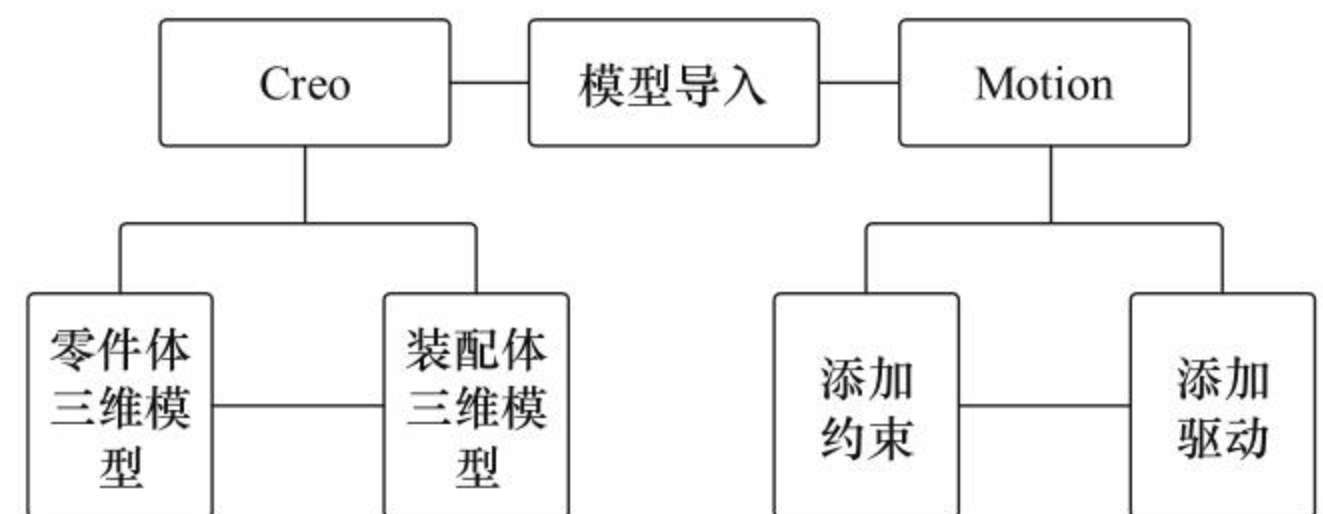 Creo
模型导入
Motion
零件体
三维模
型
装配体
三维模
型
添加
约束
添加
驱动